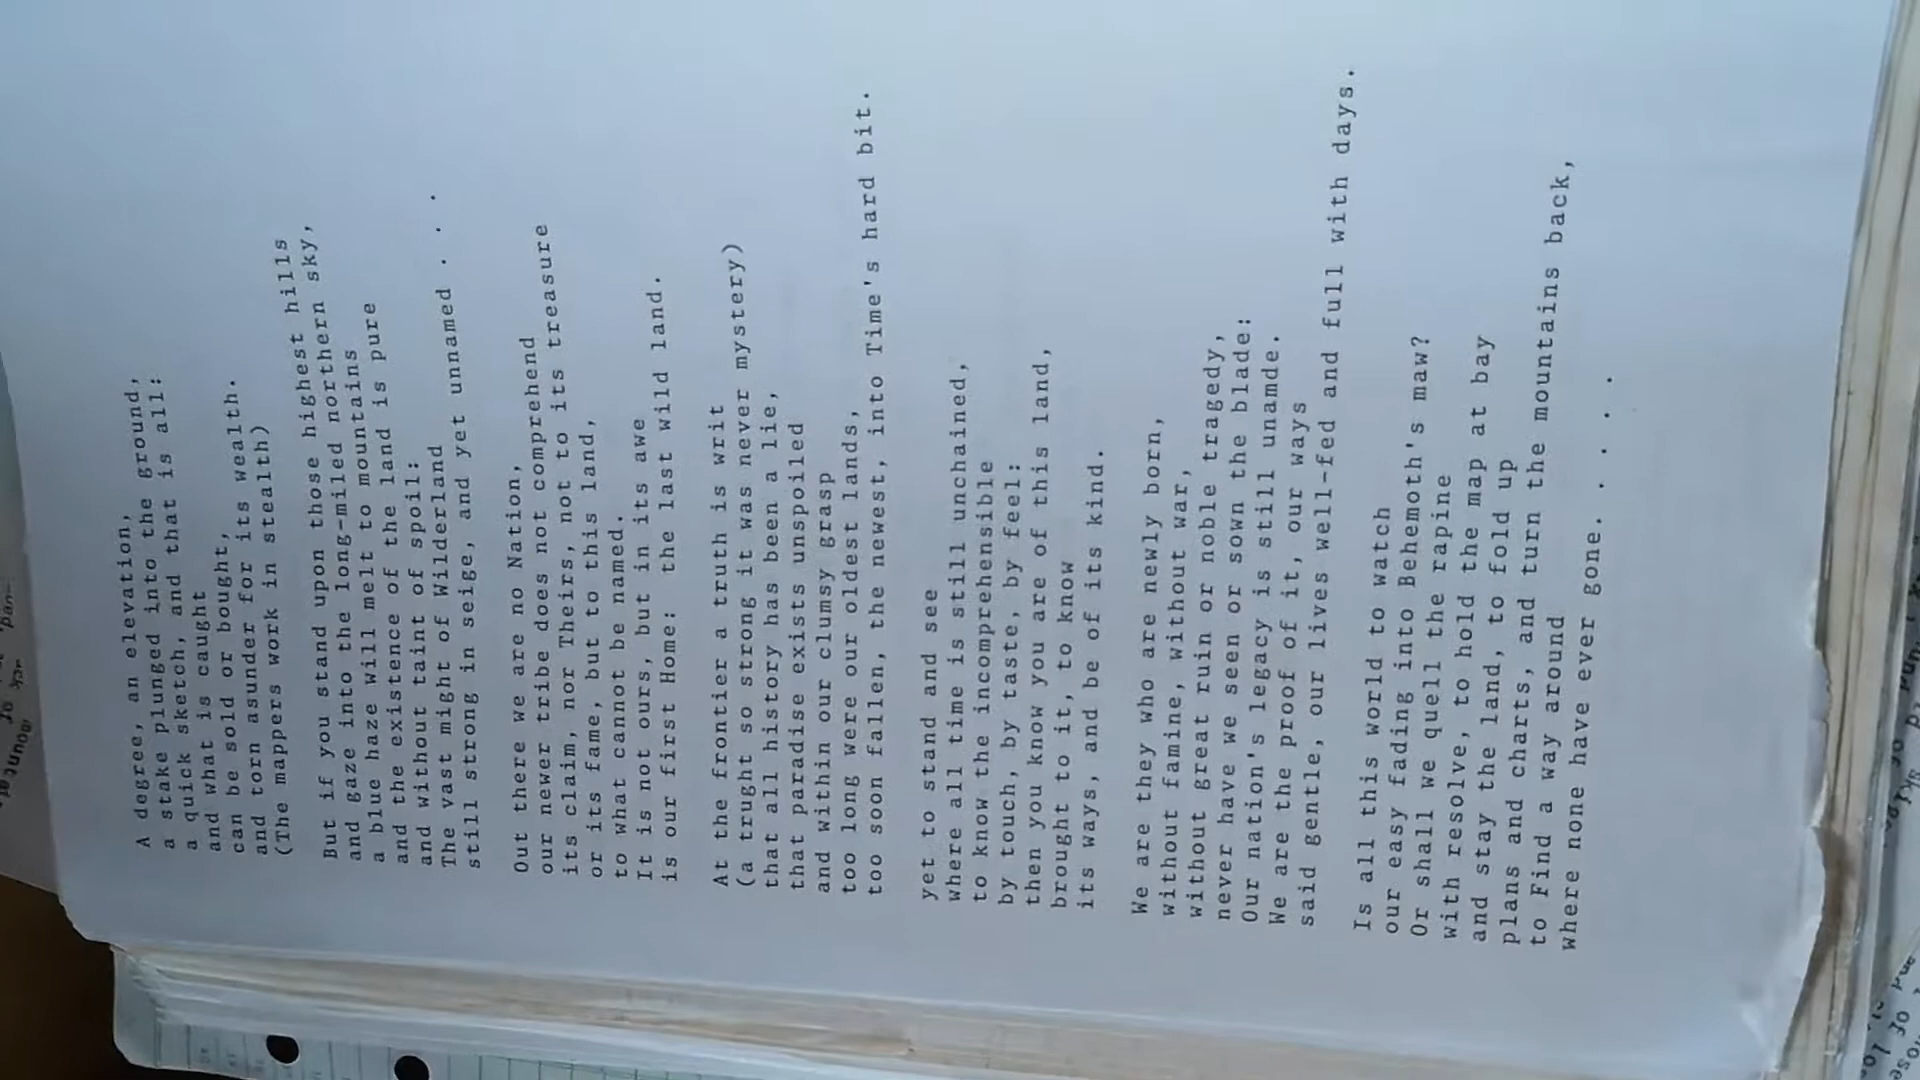 A degree, an elevation,
a stake plunged into the ground,
a quick sketch, and that is all:
and what is caught
can be sold or bought,
and torn asunder for its wealth.
(The mappers work in stealth)
But if you stand upon those highest hills
and gaze into the long-miled northern sky,
a blue haze will melt to mountains
and the existence of the land is pure
and without taint of spoil:
The vast might of Wilderland
still strong in seige, and yet unnamed . . .
Out there we are no Nation,
our newer tribe does not comprehend
its claim, nor Theirs, not to its treasure
or its fame, but to this land,
to what cannot be named.
It is not ours, but in its awe
is our first Home: the last wild land.
At the frontier a truth is writ
(a trught so strong it was never mystery)
that all history has been a lie,
that paradise exists unspoiled
and within our clumsy grasp
too long were our oldest lands,
too soon fallen, the newest, into Time's hard bit.
yet to stand and see
where all time is still unchained,
to know the incomprehensible
by touch, by taste, by feel:
then you know you are of this land,
brought to it, to know
its ways, and be of its kind.
We are they who are newly born,
without famine, without war,
without great ruin or noble tragedy,
never have we seen or sown the blade:
Our nation's legacy is still unamde.
We are the proof of it, our ways
said gentle, our lives well-fed and full with days.
Is all this world to watch
our easy fading into Behemoth's maw?
Or shall we quell the rapine
with resolve, to hold the map at bay
and stay the land, to fold up
plans and charts, and turn the mountains back,
to Find a way around
where none have ever gone. . . . .